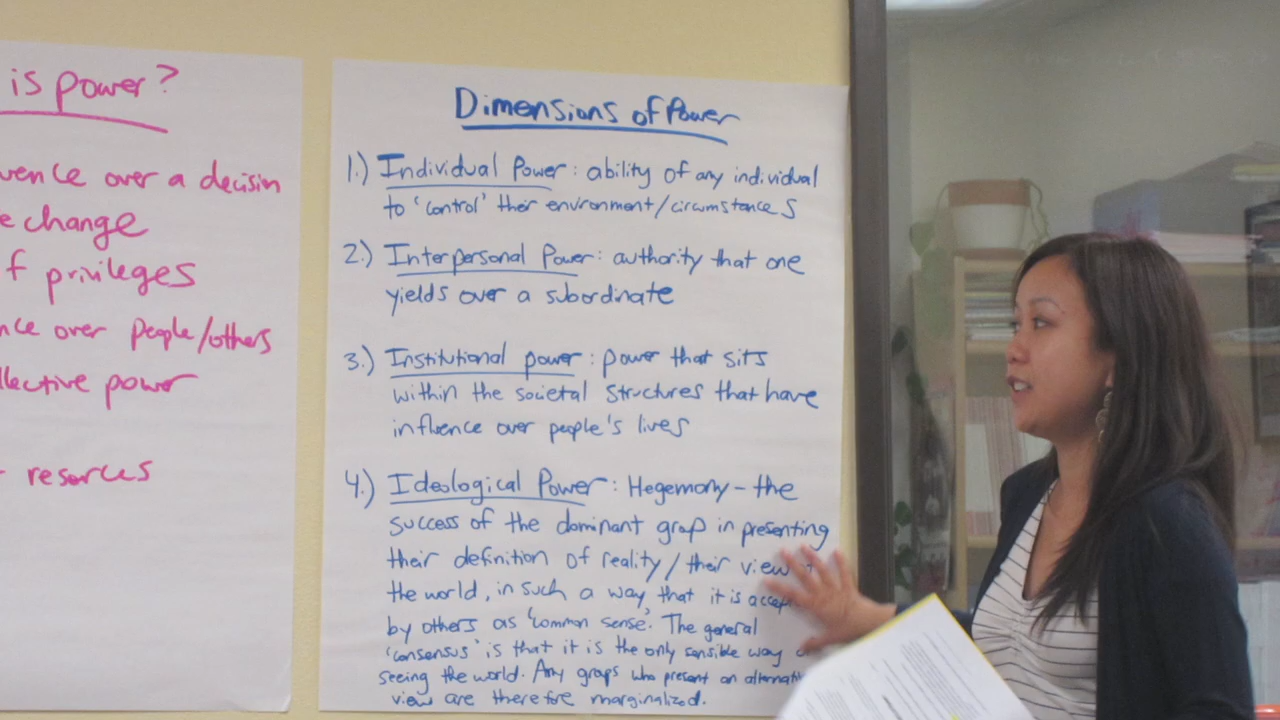 is power?
over a decision
change
privileges
over people/others
power
resorces
Dimensions of Power
1.) Individual Power: ability of any individual
to 'control' their environment/circumstances
2.) Interpersonal Power: authority that one
yields over a subordinate
3.) Institutional power: power that sits
within the societal structures that have
influence over people's lives
4.) Ideological Power: Hegemony - the
success of the dominant grop in presenting
their definition of reality/their view
the world, in such a way that it is
by others as 'common sense'. The general
'consensus' is that it is the only sensible way
seeing the world. Any grops who present an
view are therefore marginalized.